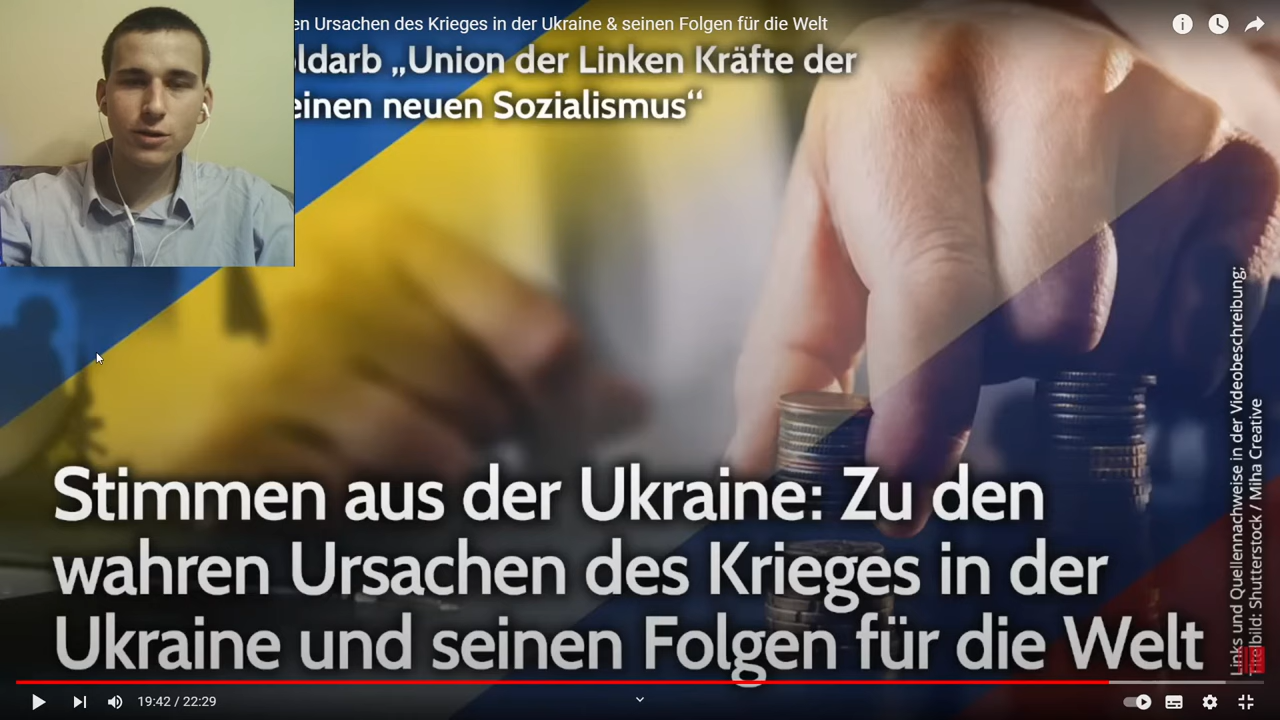 en Ursachen des Krieges in der Ukraine & seinen Folgen für die Welt
ldarb „Union der Linken Kräfte der
einen neuen Sozialismus“
Stimmen aus der Ukraine: Zu den
wahren Ursachen des Krieges in der
Ukraine und seinen Folgen für die Welt
Links und Quellennachweise in der Videobeschreibung;
Titelbild: Shutterstock / Miha Creative
19:42 / 22:29